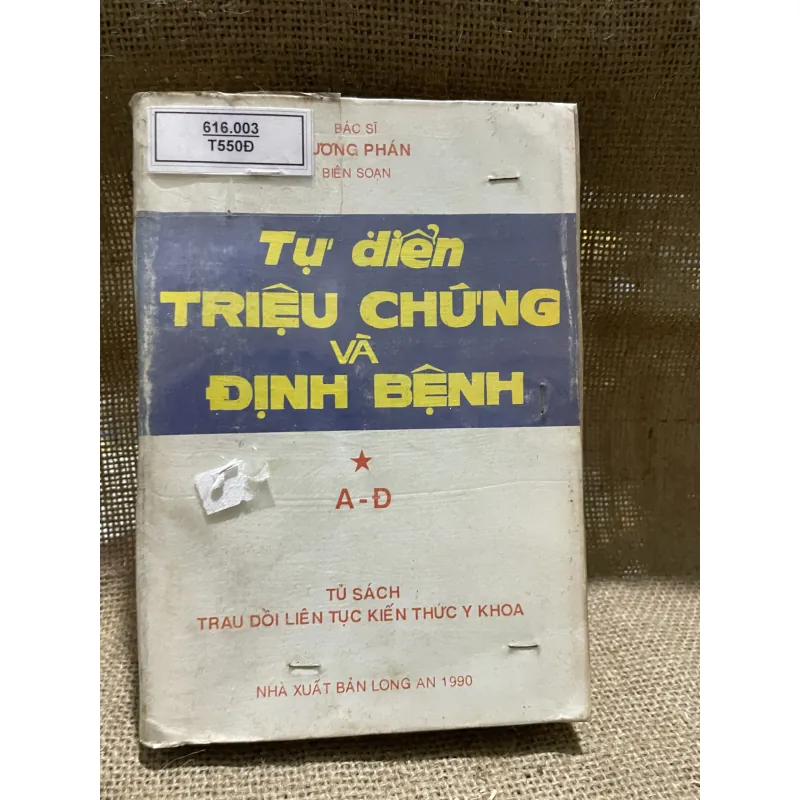 616.003
T550Đ
BÁC SĨ
ƯƠNG PHÁN
BIÊN SOẠN
Tự điển
TRIỆU CHỨNG
VÀ
ĐỊNH BỆNH
A - Đ
TỦ SÁCH
TRAU DỒI LIÊN TỤC KIẾN THỨC Y KHOA
NHÀ XUẤT BẢN LONG AN 1990